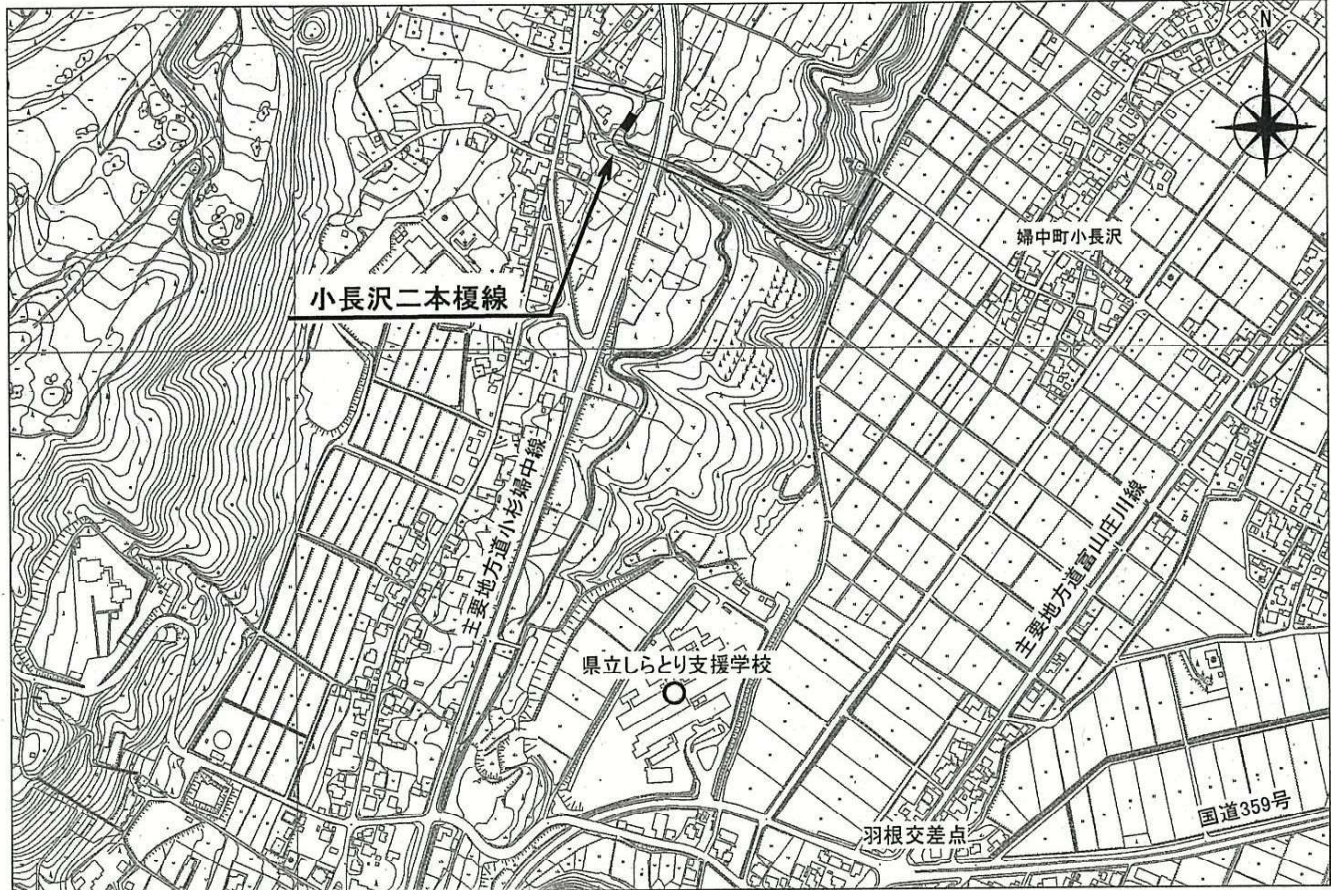 N
婦中町小長沢
小長沢二本榎線
主要地方道小杉婦中線
主要地方道富山庄川線
県立しらとり支援学校
国道359号
羽根交差点